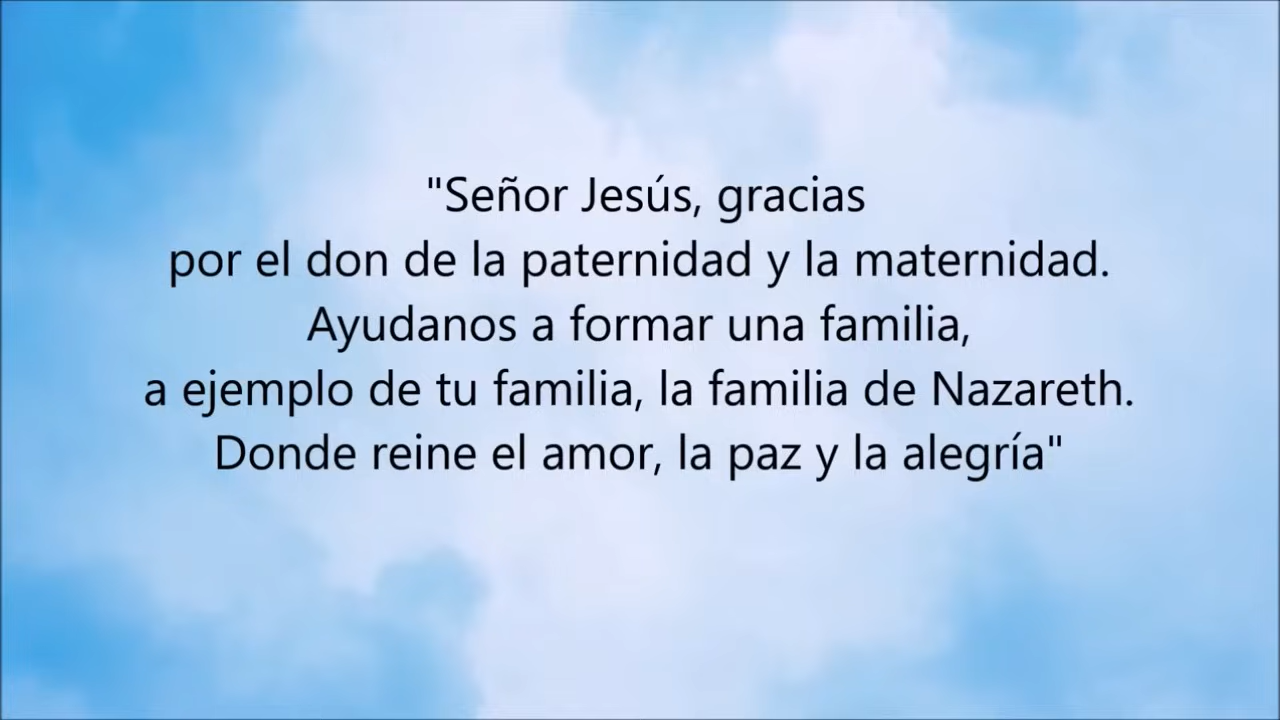 "Señor Jesús, gracias
por el don de la paternidad y la maternidad.
Ayudanos a formar una familia,
a ejemplo de tu familia, la familia de Nazareth.
Donde reine el amor, la paz y la alegría"